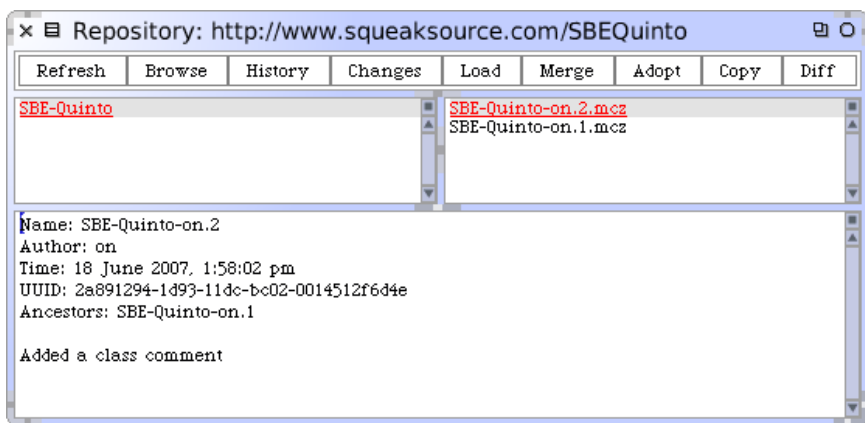 Repository: http://www.squeaksource.com/SBEQuinto
Refresh Browse History Changes Load Merge Adopt Copy Diff
SBE-Quinto
SBE-Quinto-on.2.mcz
SBE-Quinto-on.1.mcz
Name: SBE-Quinto-on.2
Author: on
Time: 18 June 2007, 1:58:02 pm
UUID: 2a891294-1d93-11dc-bc02-0014512f6d4e
Ancestors: SBE-Quinto-on.1
Added a class comment